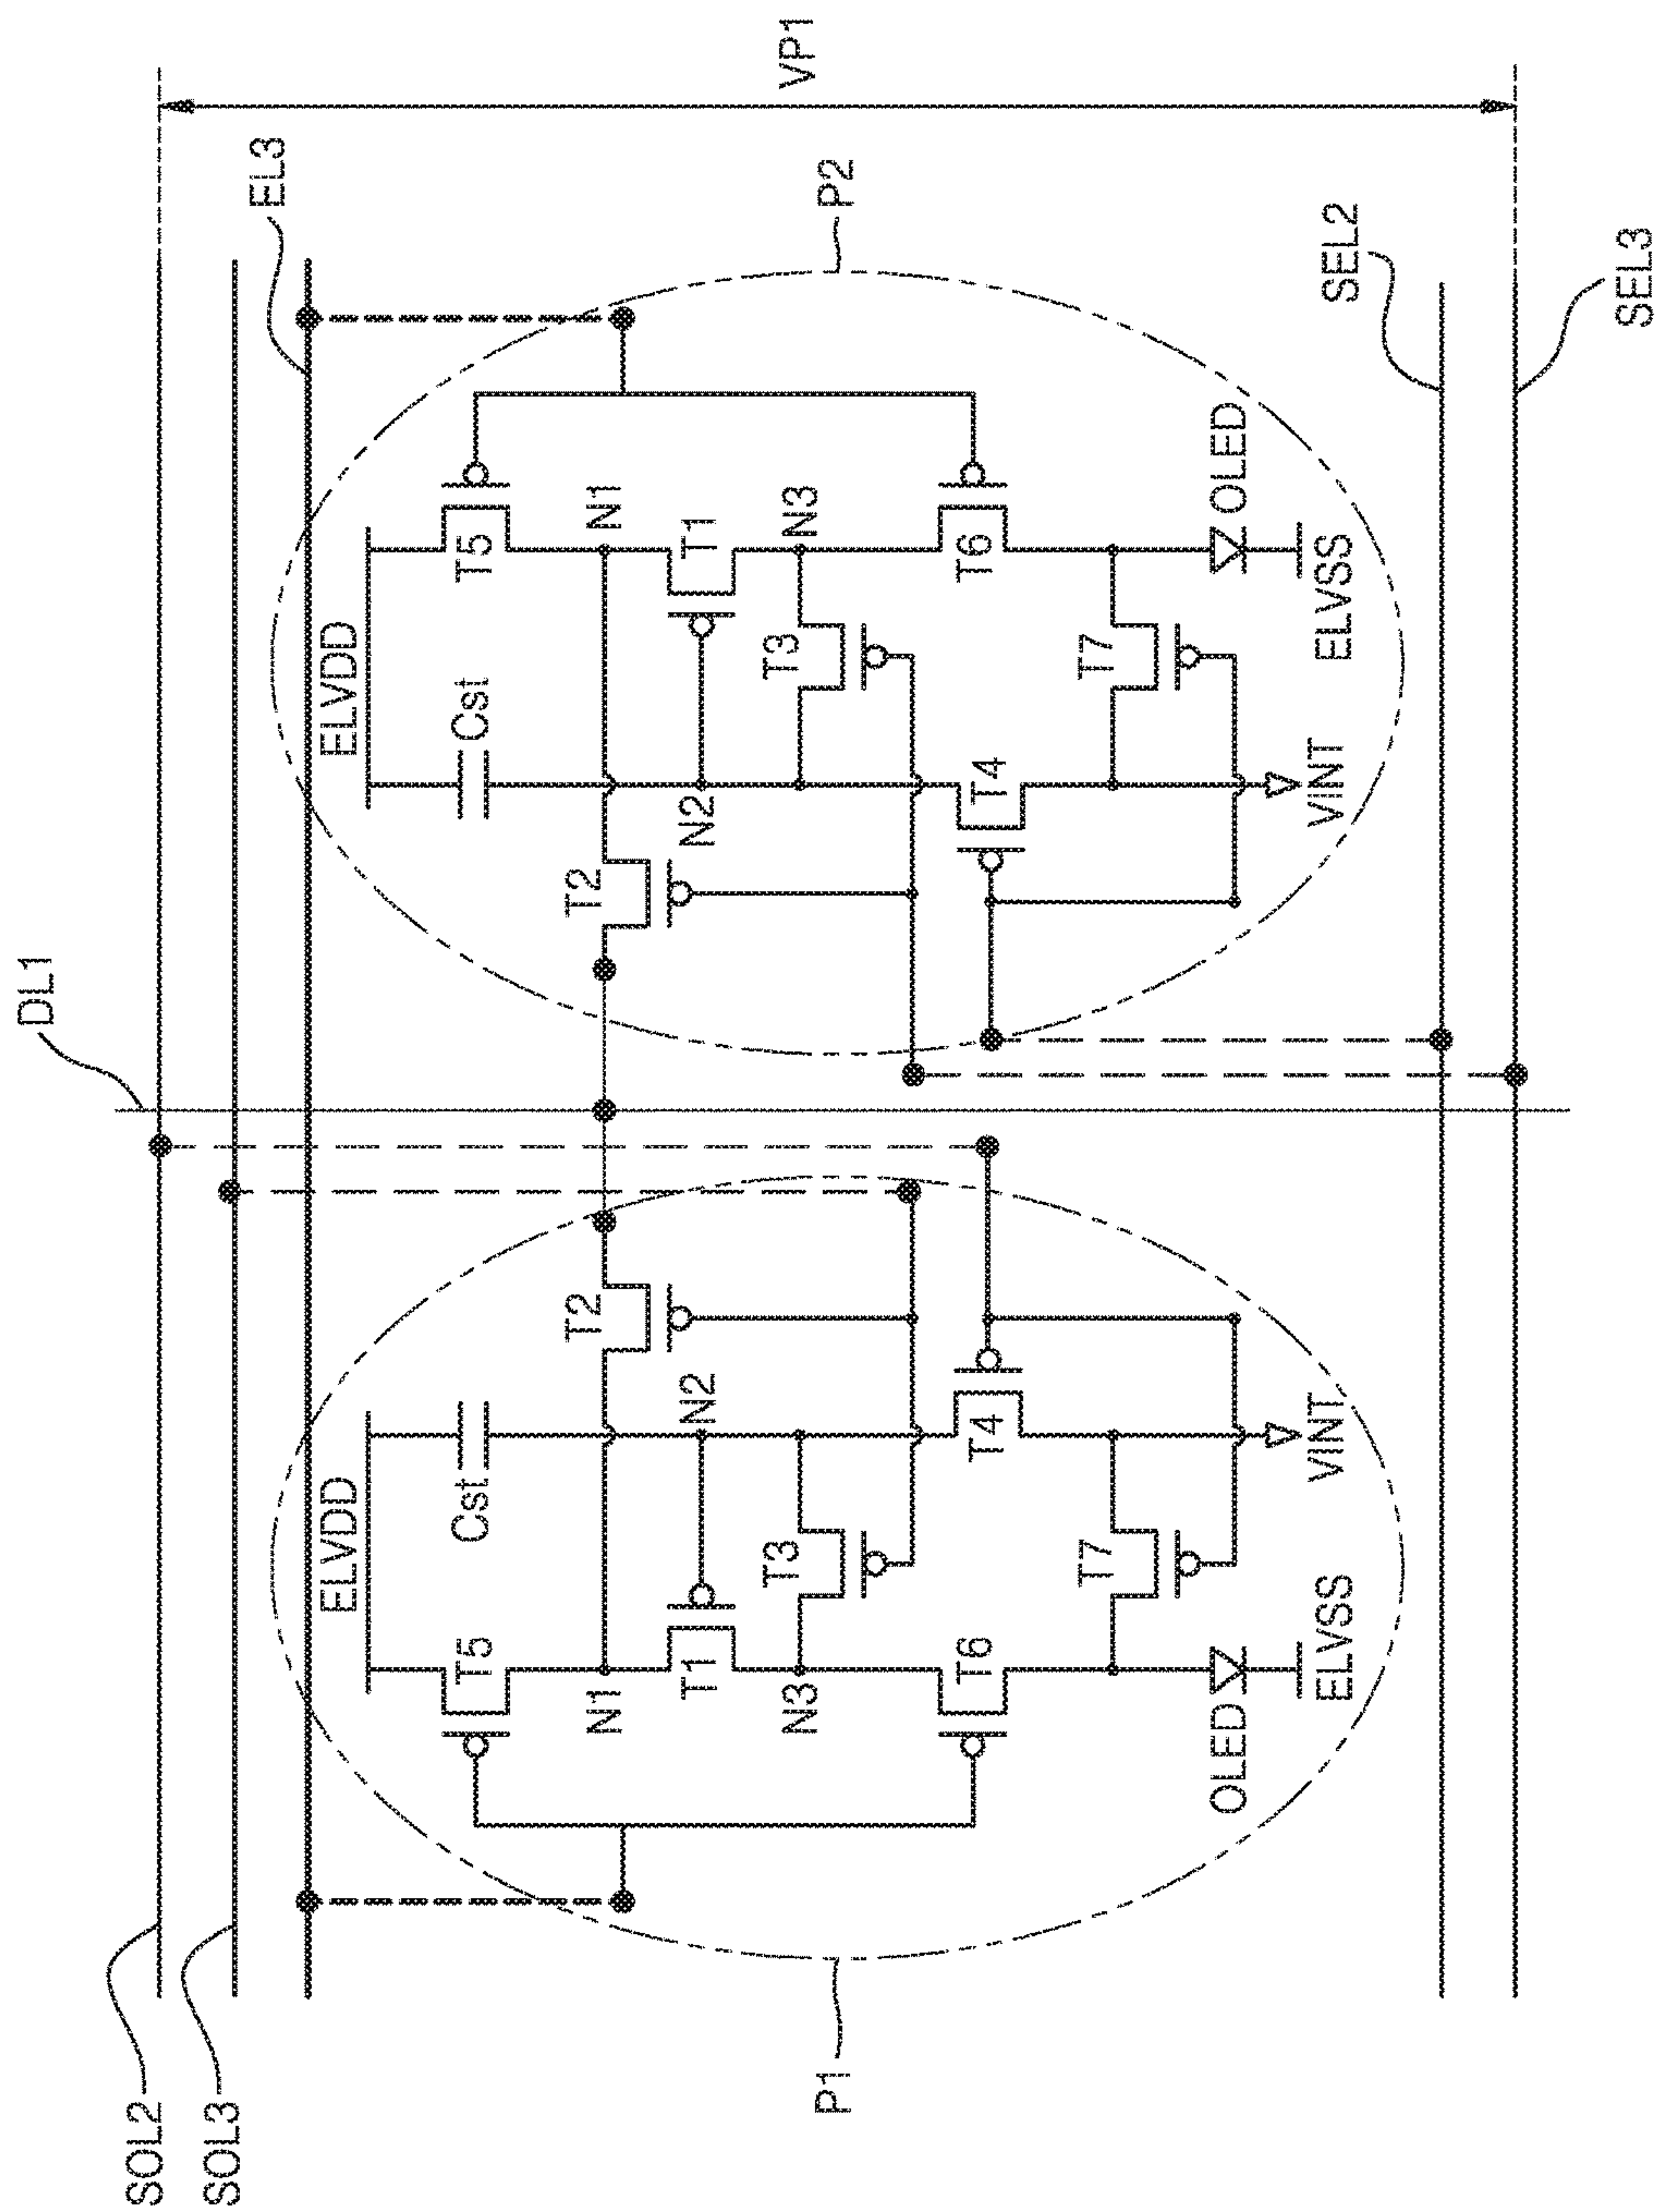 DL1
SOL2
SOL3
EL3
ELVDD
ELVDD
T5
Cst
Cst
T5
T2
T2
N1
N1
T1
N2
N2
T1
T3
T3
N3
N3
VP1
P1
P2
T6
T4
T4
T6
T7
T7
OLED
OLED
ELVSS
VINT
VINT
ELVSS
SEL2
SEL3